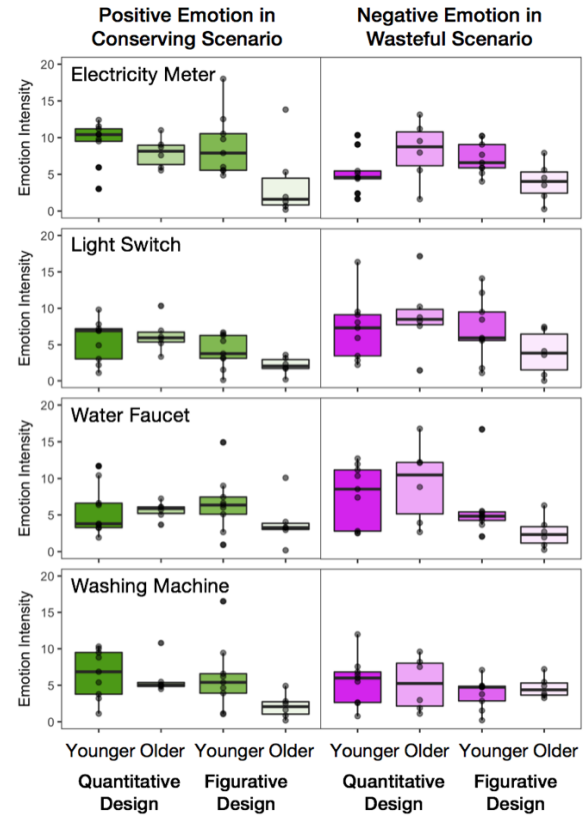 Positive Emotion in
Conserving Scenario
Negative Emotion in
Wasteful Scenario
Electricity Meter
Emotion Intensity
20
15
10
5
0
Light Switch
Emotion Intensity
20
15
10
5
0
Water Faucet
Emotion Intensity
20
15
10
5
0
Washing Machine
Emotion Intensity
20
15
10
5
0
Younger Older Younger Older Younger Older Younger Older
Quantitative
Design
Figurative
Design
Quantitative
Design
Figurative
Design